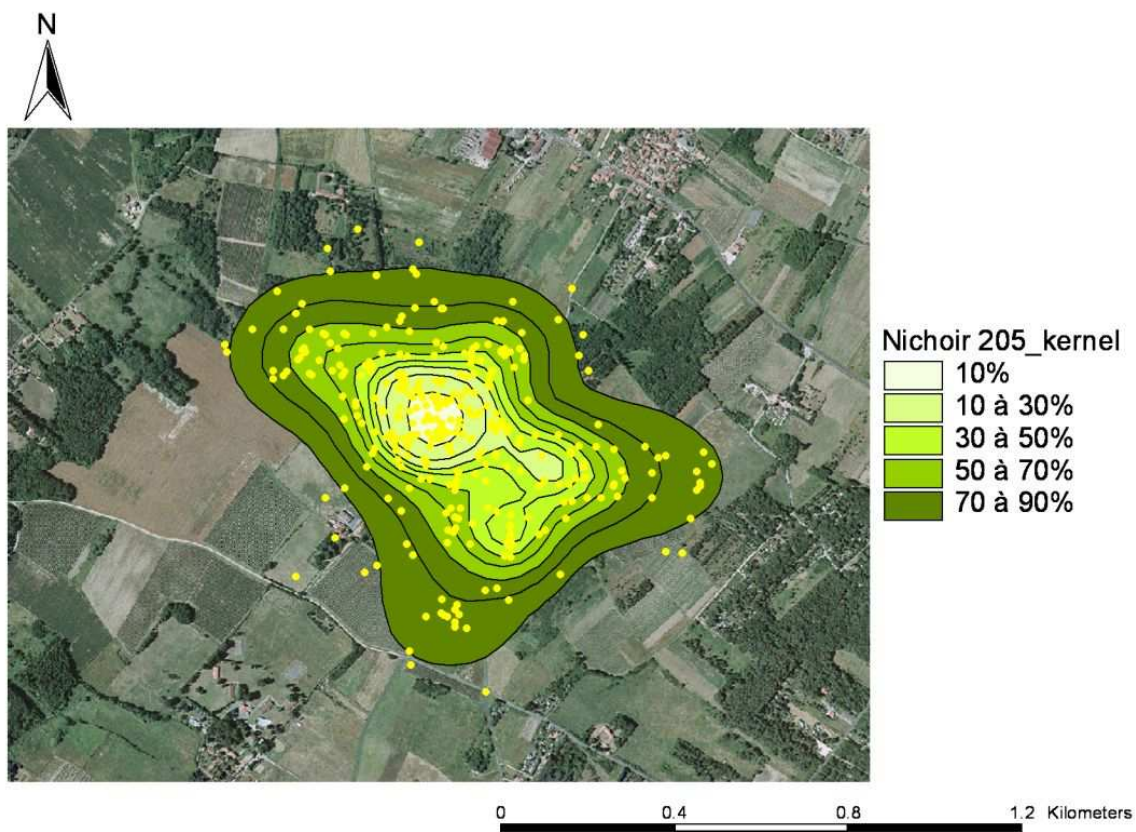 N
Nichoir 205_kernel
10%
10 à 30%
30 à 50%
50 à 70%
70 à 90%
0 0.4 0.8 1.2 Kilometers